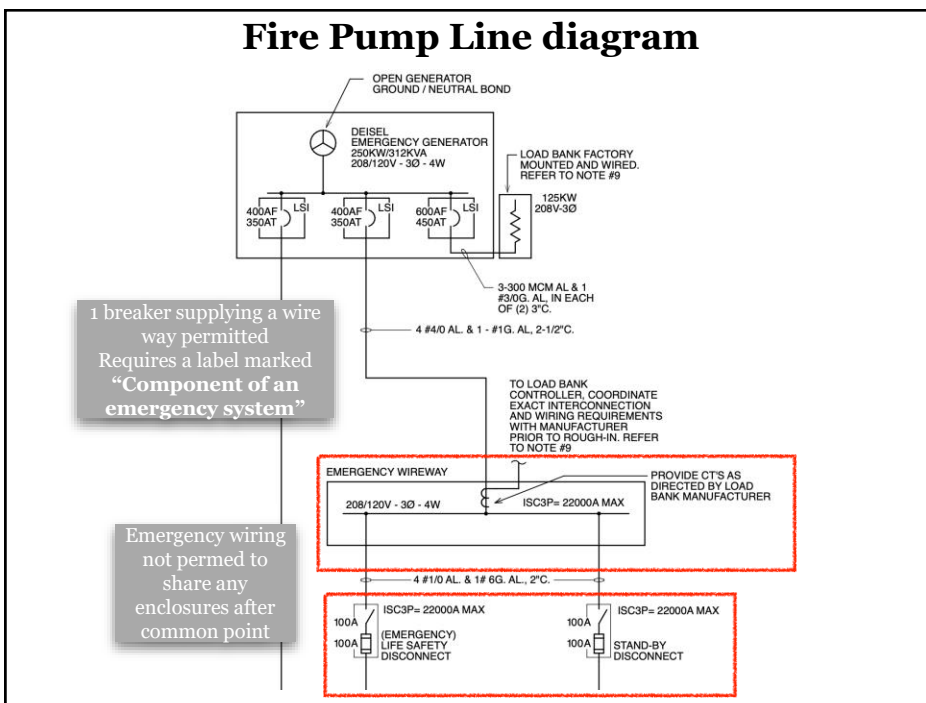 Fire Pump Line diagram
OPEN GENERATOR
GROUND / NEUTRAL BOND
DEISEL
EMERGENCY GENERATOR
250KW/312KVA
208/120V - 3Ø - 4W
LOAD BANK FACTORY
MOUNTED AND WIRED.
REFER TO NOTE #9
125KW
208V-3Ø
400AF
350AT
LSI
400AF
350AT
LSI
600AF
450AT
LSI
3-300 MCM AL & 1
#3/0G. AL, IN EACH
OF (2) 3"C.
1 breaker supplying a wire
way permitted
Requires a label marked
“Component of an
emergency system”
4 #4/0 AL. & 1 - #1G. AL, 2-1/2"C.
TO LOAD BANK
CONTROLLER, COORDINATE
EXACT INTERCONNECTION
AND WIRING REQUIREMENTS
WITH MANUFACTURER
PRIOR TO ROUGH-IN. REFER
TO NOTE #9
EMERGENCY WIREWAY
PROVIDE CT'S AS
DIRECTED BY LOAD
BANK MANUFACTURER
208/120V - 3Ø - 4W
ISC3P= 22000A MAX
Emergency wiring
not permed to
share any
enclosures after
common point
4 #1/0 AL. & 1# 6G. AL., 2"C.
ISC3P= 22000A MAX
100A
100A
(EMERGENCY)
LIFE SAFETY
DISCONNECT
ISC3P= 22000A MAX
100A
100A
STAND-BY
DISCONNECT